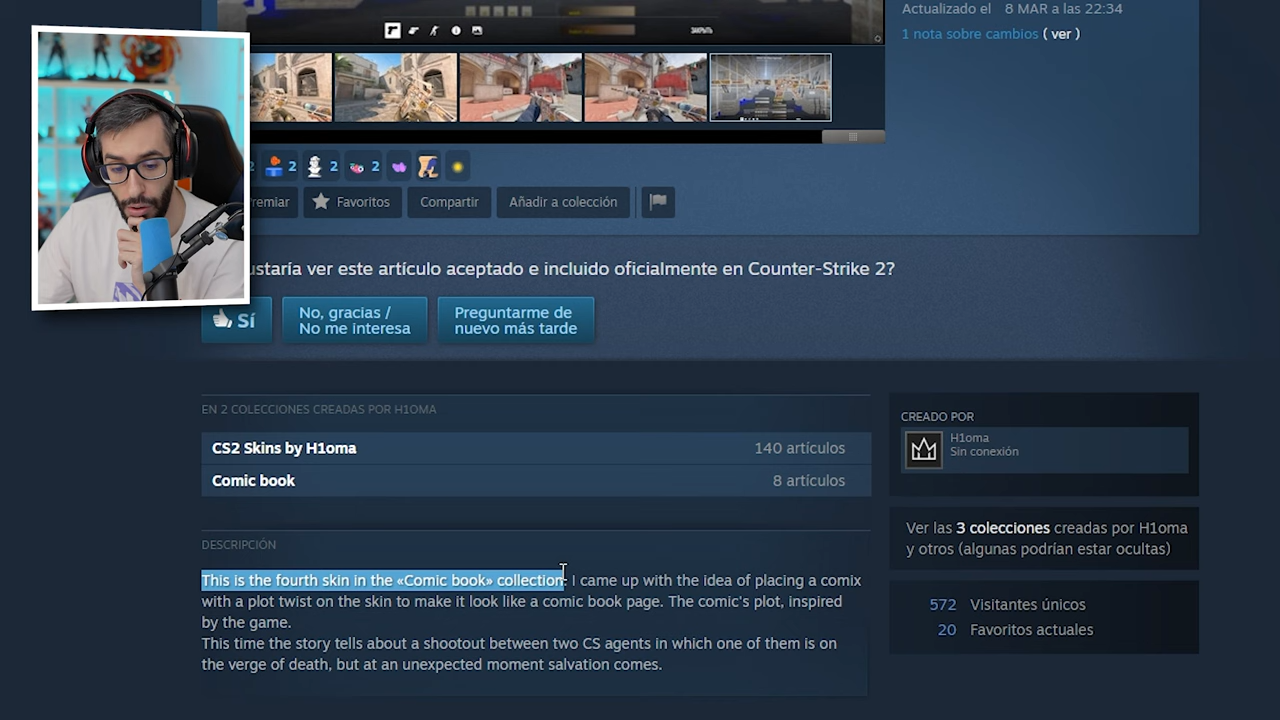 Actualizado el 8 MAR a las 22:34
1 nota sobre cambios ( ver )
ЗАКРЫТЬ
2 2 2 2
emiar Favoritos Compartir Añadir a colección
ustaría ver este artículo aceptado e incluido oficialmente en Counter-Strike 2?
Sí
No, gracias /
No me interesa
Preguntarme de
nuevo más tarde
EN 2 COLECCIONES CREADAS POR H1OMA
CS2 Skins by H1oma 140 artículos
Comic book 8 artículos
CREADO POR
H1oma
Sin conexión
Ver las 3 colecciones creadas por H1oma
y otros (algunas podrían estar ocultas)
572 Visitantes únicos
20 Favoritos actuales
DESCRIPCIÓN
This is the fourth skin in the «Comic book» collection. I came up with the idea of placing a comix
with a plot twist on the skin to make it look like a comic book page. The comic's plot, inspired
by the game.
This time the story tells about a shootout between two CS agents in which one of them is on
the verge of death, but at an unexpected moment salvation comes.